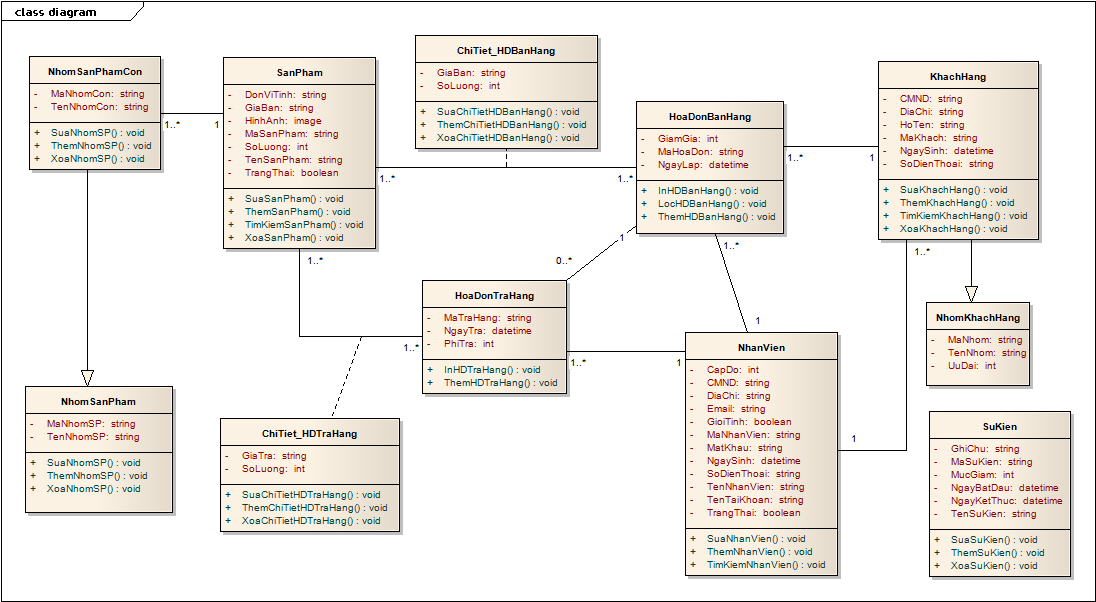 class diagram
NhomSanPhamCon
- MaNhomCon: string
- TenNhomCon: string
+ SuaNhomSP() : void
+ ThemNhomSP() : void
+ XoaNhomSP() : void
1..*
1
SanPham
- DonViTinh: string
- GiaBan: string
- HinhAnh: image
- MaSanPham: string
- SoLuong: int
- TenSanPham: string
- TrangThai: boolean
+ SuaSanPham() : void
+ ThemSanPham() : void
+ TimKiemSanPham() : void
+ XoaSanPham() : void
1..*
1..*
1..*
ChiTiet_HDBanHang
- GiaBan: string
- SoLuong: int
+ SuaChiTietHDBanHang() : void
+ ThemChiTietHDBanHang() : void
+ XoaChiTietHDBanHang() : void
HoaDonBanHang
- GiamGia: int
- MaHoaDon: string
- NgayLap: datetime
+ InHDBanHang() : void
+ LocHDBanHang() : void
+ ThemHDBanHang() : void
1..*
1
1
0..*
1..*
1
KhachHang
- CMND: string
- DiaChi: string
- HoTen: string
- MaKhach: string
- NgaySinh: datetime
- SoDienThoai: string
+ SuaKhachHang() : void
+ ThemKhachHang() : void
+ TimKiemKhachHang() : void
+ XoaKhachHang() : void
1..*
HoaDonTraHang
- MaTraHang: string
- NgayTra: datetime
- PhiTra: int
+ InHDTraHang() : void
+ ThemHDTraHang() : void
1..*
1..*
1
NhomKhachHang
- MaNhom: string
- TenNhom: string
- UuDai: int
NhanVien
- CapDo: int
- CMND: string
- DiaChi: string
- Email: string
- GioiTinh: boolean
- MaNhanVien: string
- MatKhau: string
- NgaySinh: datetime
- SoDienThoai: string
- TenNhanVien: string
- TenTaiKhoan: string
- TrangThai: boolean
+ SuaNhanVien() : void
+ ThemNhanVien() : void
+ TimKiemNhanVien() : void
1
NhomSanPham
- MaNhomSP: string
- TenNhomSP: string
+ SuaNhomSP() : void
+ ThemNhomSP() : void
+ XoaNhomSP() : void
ChiTiet_HDTraHang
- GiaTra: string
- SoLuong: int
+ SuaChiTietHDTraHang() : void
+ ThemChiTietHDTraHang() : void
+ XoaChiTietHDTraHang() : void
SuKien
- GhiChu: string
- MaSuKien: string
- MucGiam: int
- NgayBatDau: datetime
- NgayKetThuc: datetime
- TenSuKien: string
+ SuaSuKien() : void
+ ThemSuKien() : void
+ XoaSuKien() : void